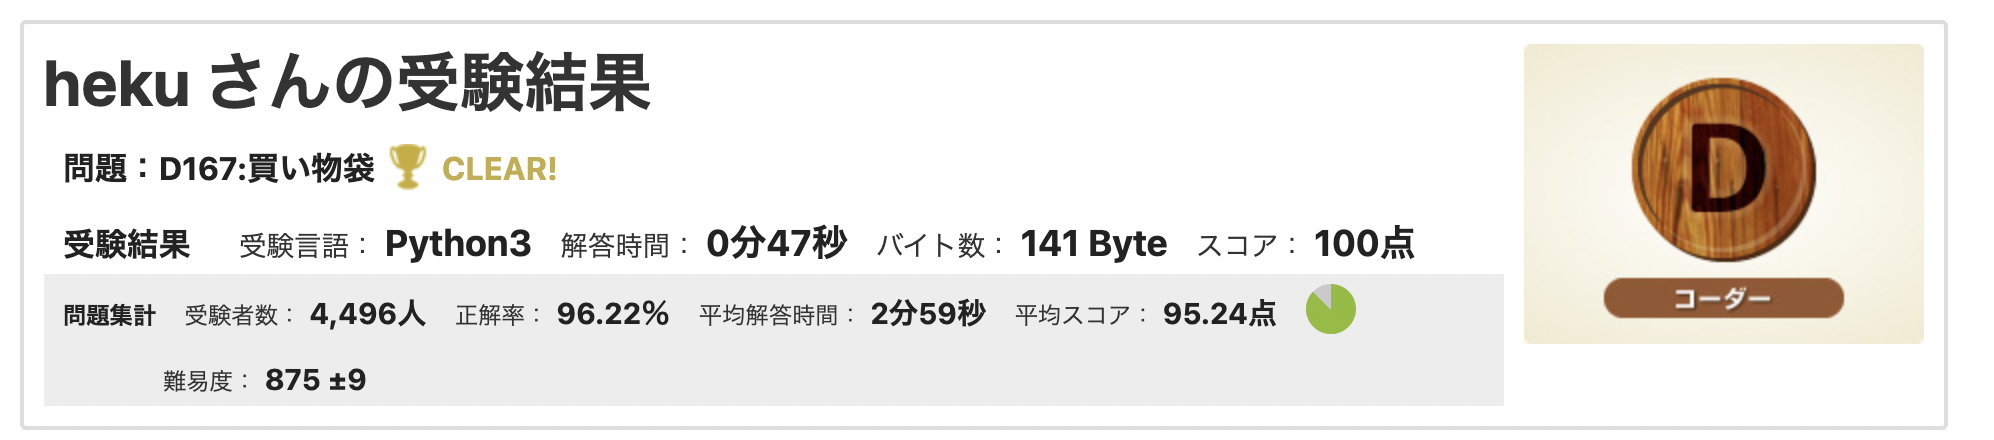 heku さんの受験結果
問題：D167:買い物袋 CLEAR!
受験結果 受験言語： Python3 解答時間： 0分47秒 バイト数： 141 Byte スコア： 100点
問題集計 受験者数： 4,496人 正解率： 96.22% 平均解答時間： 2分59秒 平均スコア： 95.24点
難易度： 875 ±9
D
コーダー